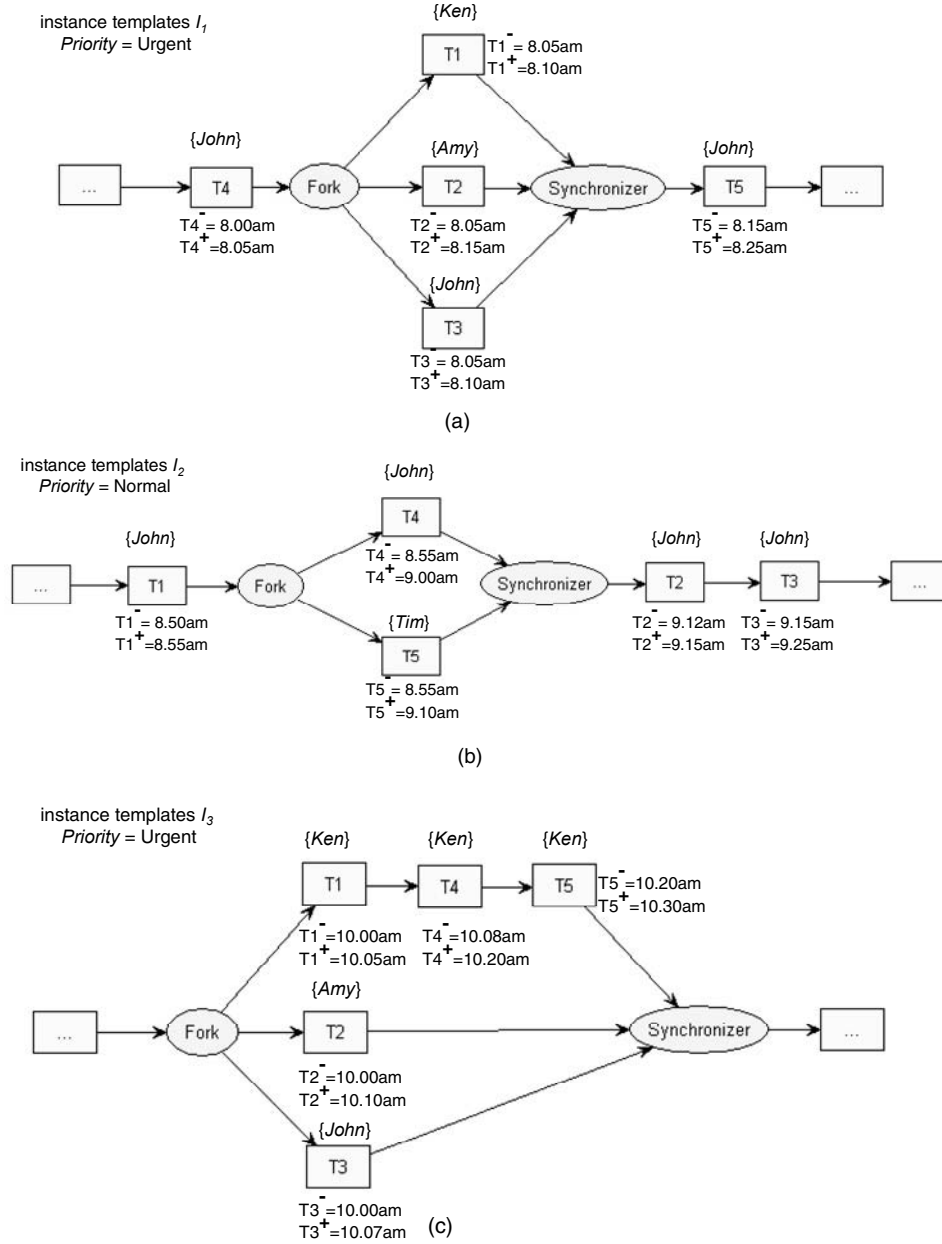 instance templates I₁
Priority = Urgent
{Ken}
T1
T1⁻= 8.05am
T1⁺=8.10am
{John}
{Amy}
{John}
...
T4
Fork
T2
Synchronizer
T5
...
T4⁻= 8.00am
T4⁺=8.05am
T2⁻= 8.05am
T2⁺=8.15am
T5⁻= 8.15am
T5⁺=8.25am
{John}
T3
T3⁻= 8.05am
T3⁺=8.10am
(a)
instance templates I₂
Priority = Normal
{John}
T4
T4⁻= 8.55am
T4⁺=9.00am
{John}
{John}
{John}
...
T1
Fork
Synchronizer
T2
T3
...
T1⁻= 8.50am
T1⁺=8.55am
T2⁻= 9.12am
T2⁺=9.15am
T3⁻= 9.15am
T3⁺=9.25am
{Tim}
T5
T5⁻= 8.55am
T5⁺=9.10am
(b)
instance templates I₃
Priority = Urgent
{Ken}
{Ken}
{Ken}
T1
T4
T5
T5⁻=10.20am
T5⁺=10.30am
T1⁻=10.00am
T1⁺=10.05am
T4⁻=10.08am
T4⁺=10.20am
{Amy}
...
Fork
T2
Synchronizer
...
T2⁻=10.00am
T2⁺=10.10am
{John}
T3
T3⁻=10.00am
T3⁺=10.07am
(c)